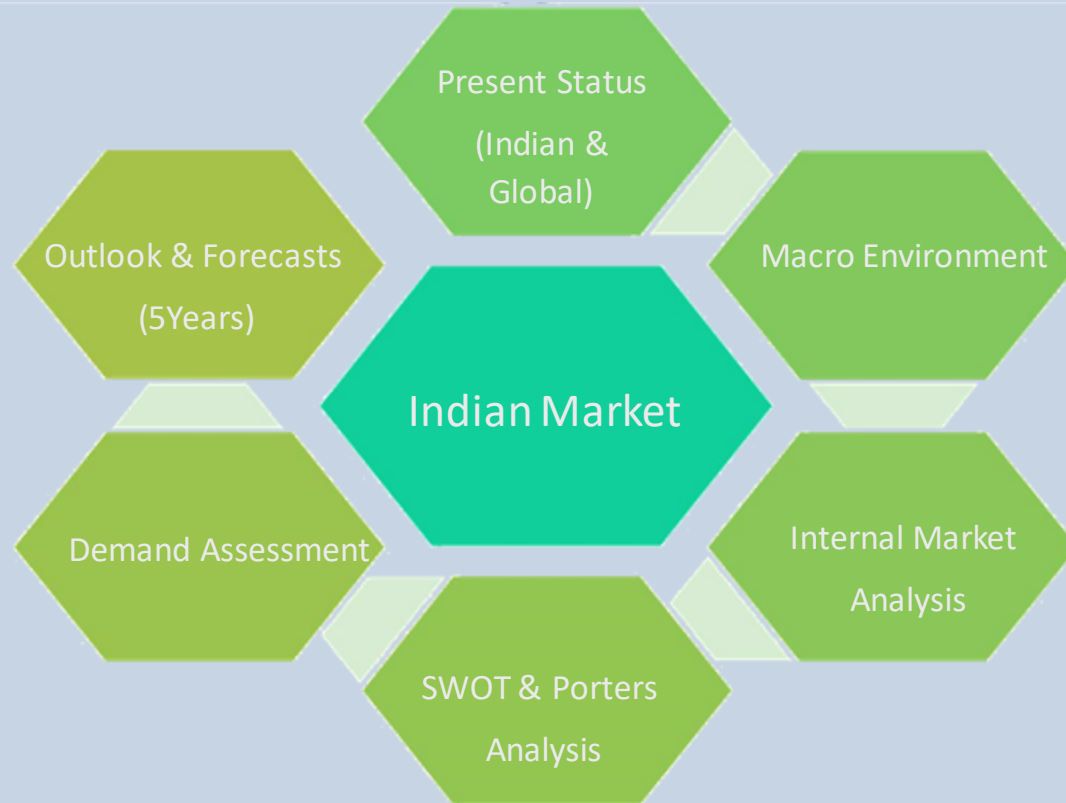 Present Status
(Indian &
Global)
Macro Environment
Internal Market
Analysis
SWOT & Porters
Analysis
Demand Assessment
Outlook & Forecasts
(5Years)
Indian Market